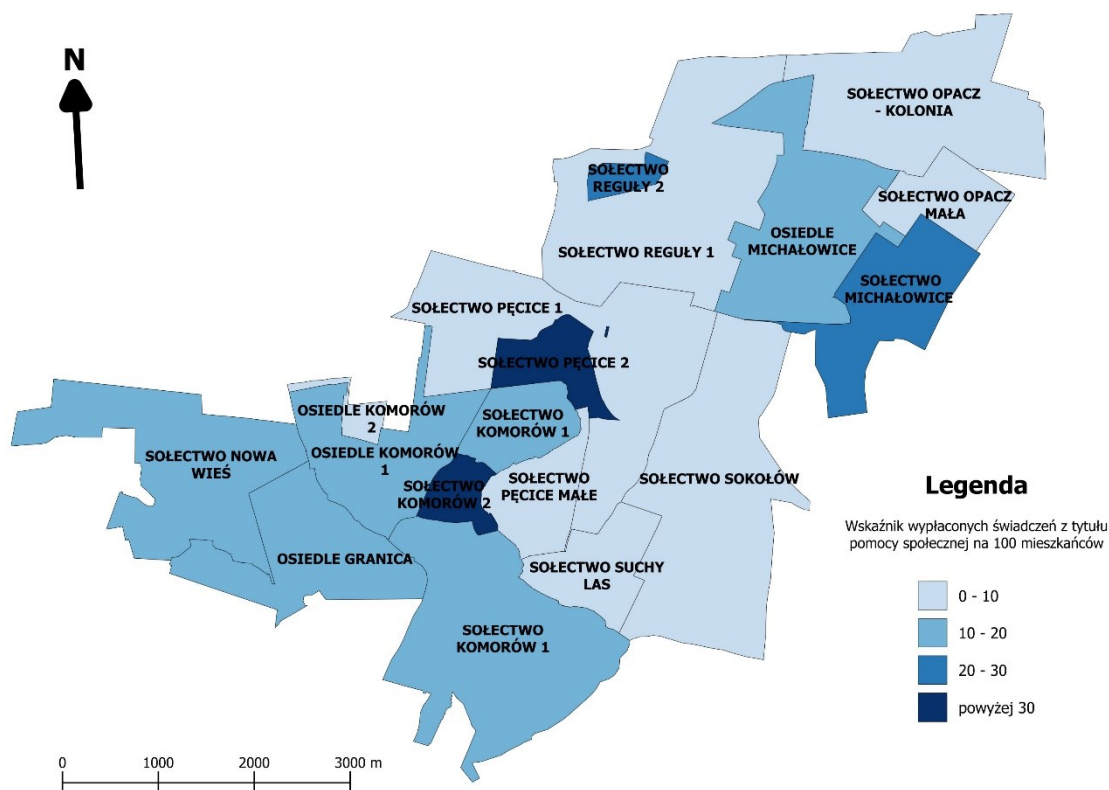 N
SOŁECTWO OPACZ
- KOLONIA
SOŁECTWO
REGUŁY 2
SOŁECTWO OPACZ
MAŁA
OSIEDLE
MICHAŁOWICE
SOŁECTWO REGUŁY 1
SOŁECTWO
MICHAŁOWICE
SOŁECTWO PĘCICE 1
SOŁECTWO PĘCICE 2
OSIEDLE KOMORÓW
2
SOŁECTWO
KOMORÓW 1
SOŁECTWO NOWA
WIEŚ
OSIEDLE KOMORÓW
1
SOŁECTWO
KOMORÓW 2
SOŁECTWO
PĘCICE MAŁE
SOŁECTWO SOKOŁÓW
OSIEDLE GRANICA
SOŁECTWO SUCHY
LAS
SOŁECTWO
KOMORÓW 1
Legenda
Wskaźnik wypłaconych świadczeń z tytułu
pomocy społecznej na 100 mieszkańców
0 - 10
10 - 20
20 - 30
powyżej 30
0 1000 2000 3000 m